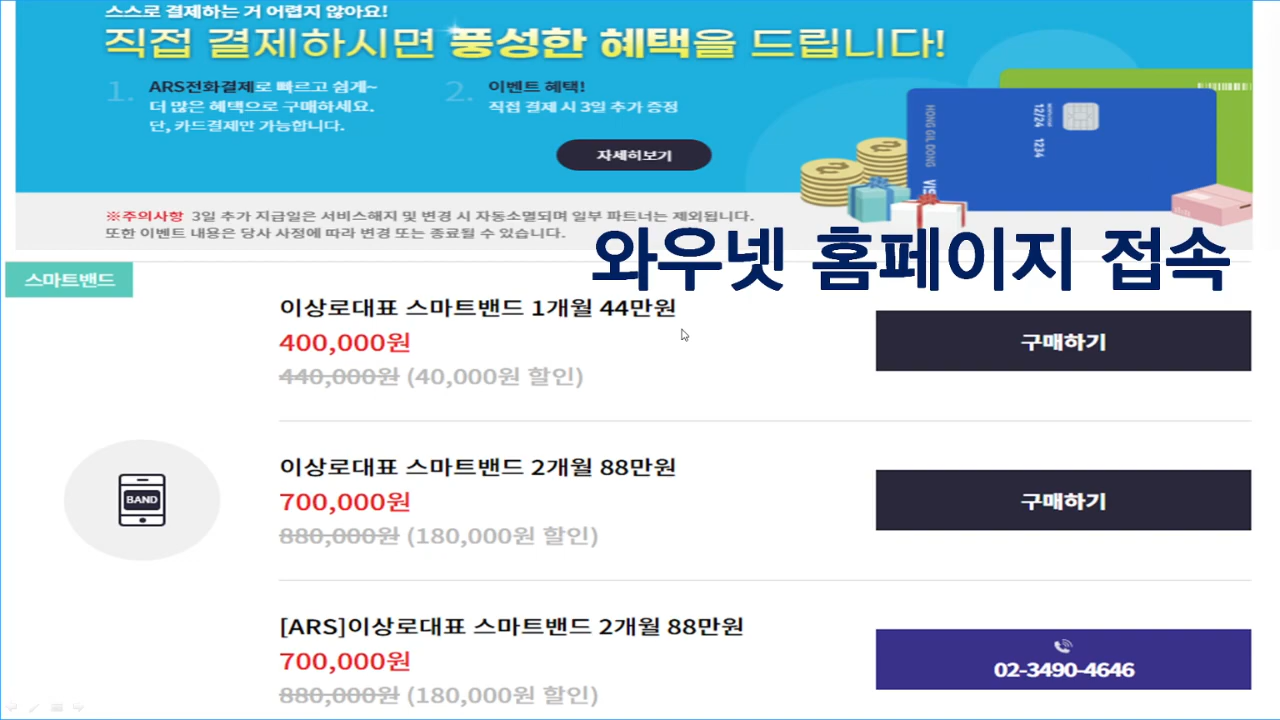 스스로 결제하는 거 어렵지 않아요!
직접 결제하시면 풍성한 혜택을 드립니다!
1. ARS전화결제로 빠르고 쉽게~
더 많은 혜택으로 구매하세요.
단, 카드결제만 가능합니다.
2. 이벤트 혜택!
직접 결제 시 3일 추가 증정
자세히보기
HONG GIL DONG
12/24 1234
※주의사항 3일 추가 지급일은 서비스해지 및 변경 시 자동소멸되며 일부 파트너는 제외됩니다.
또한 이벤트 내용은 당사 사정에 따라 변경 또는 종료될 수 있습니다.
와우넷 홈페이지 접속
스마트밴드
이상로대표 스마트밴드 1개월 44만원
400,000원
440,000원 (40,000원 할인)
구매하기
BAND
이상로대표 스마트밴드 2개월 88만원
700,000원
880,000원 (180,000원 할인)
구매하기
[ARS]이상로대표 스마트밴드 2개월 88만원
700,000원
880,000원 (180,000원 할인)
02-3490-4646